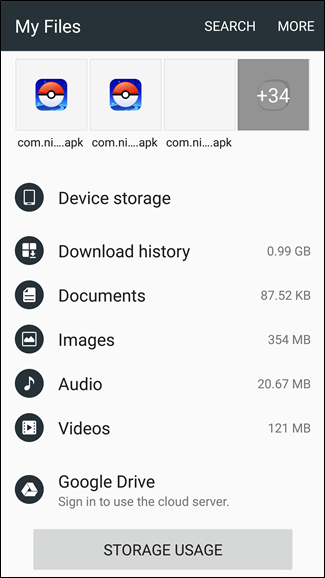 My Files SEARCH MORE
+34
com.ni....apk com.ni....apk com.ni....apk
Device storage
Download history 0.99 GB
Documents 87.52 KB
Images 354 MB
Audio 20.67 MB
Videos 121 MB
Google Drive
Sign in to use the cloud server.
STORAGE USAGE